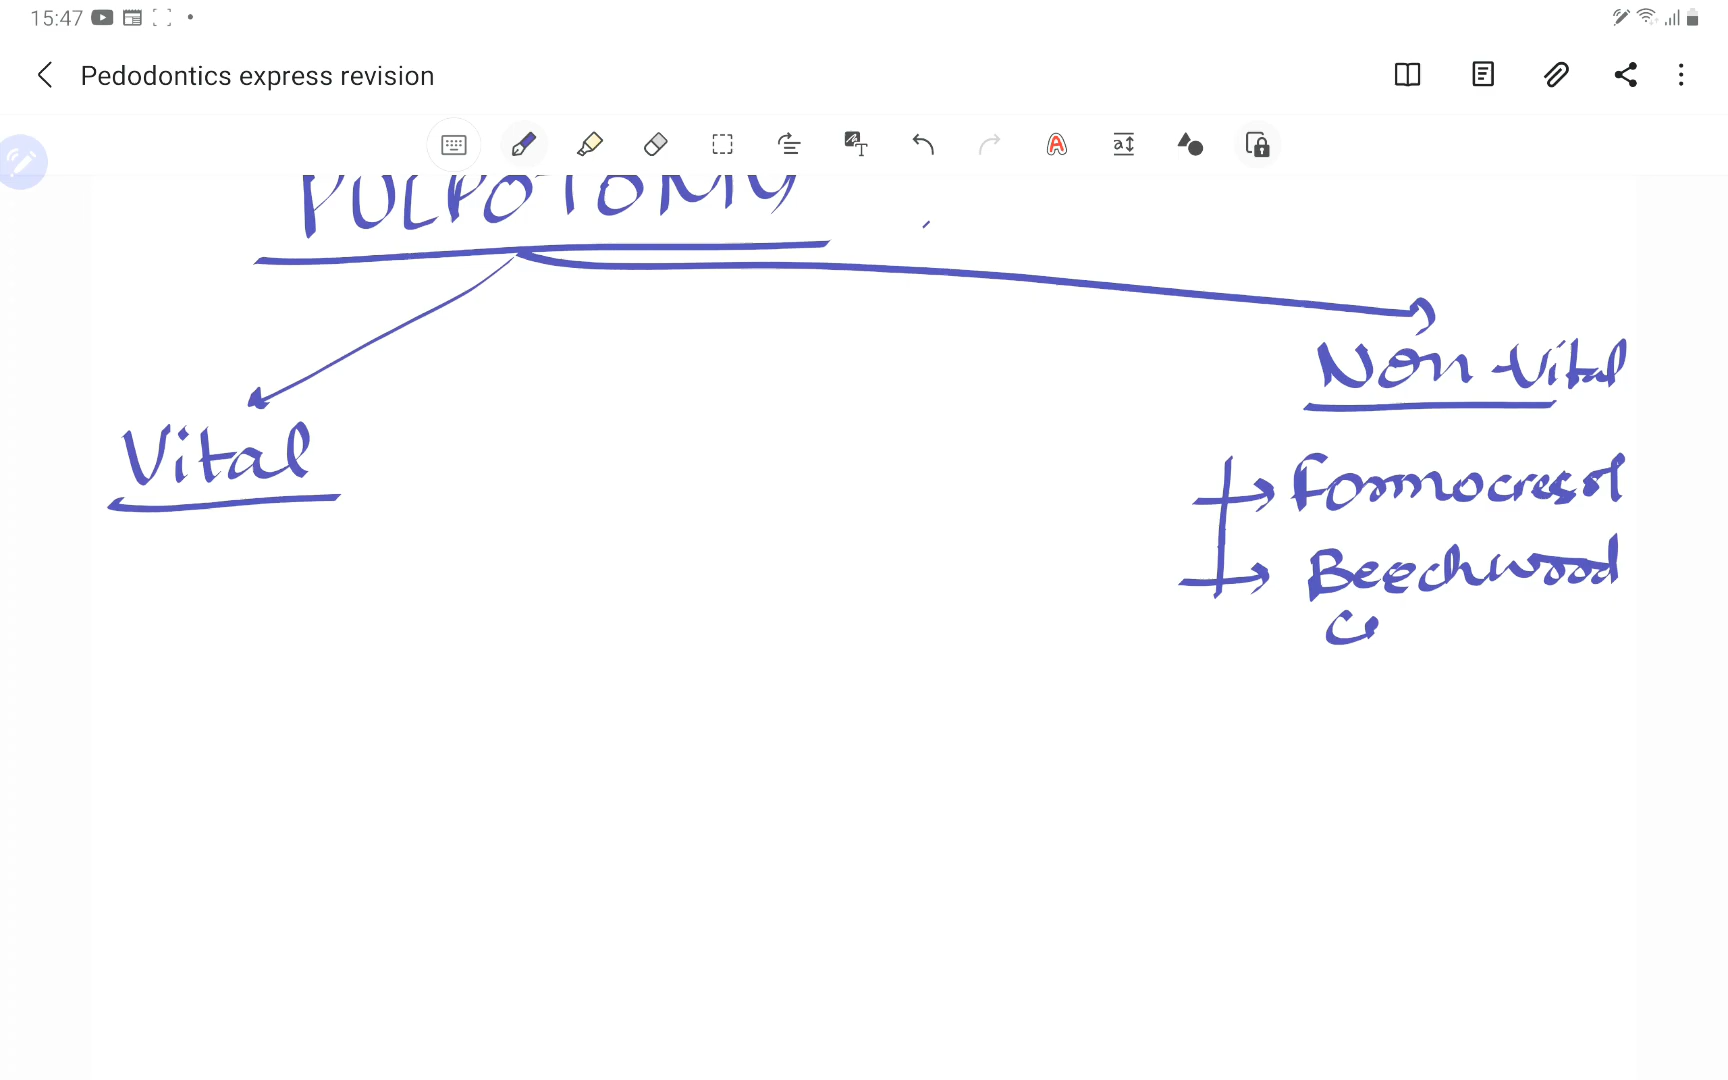 15:47
Pedodontics express revision
PULPOTOMY
Non-Vital
Vital
Formocresol
Beechwood
C